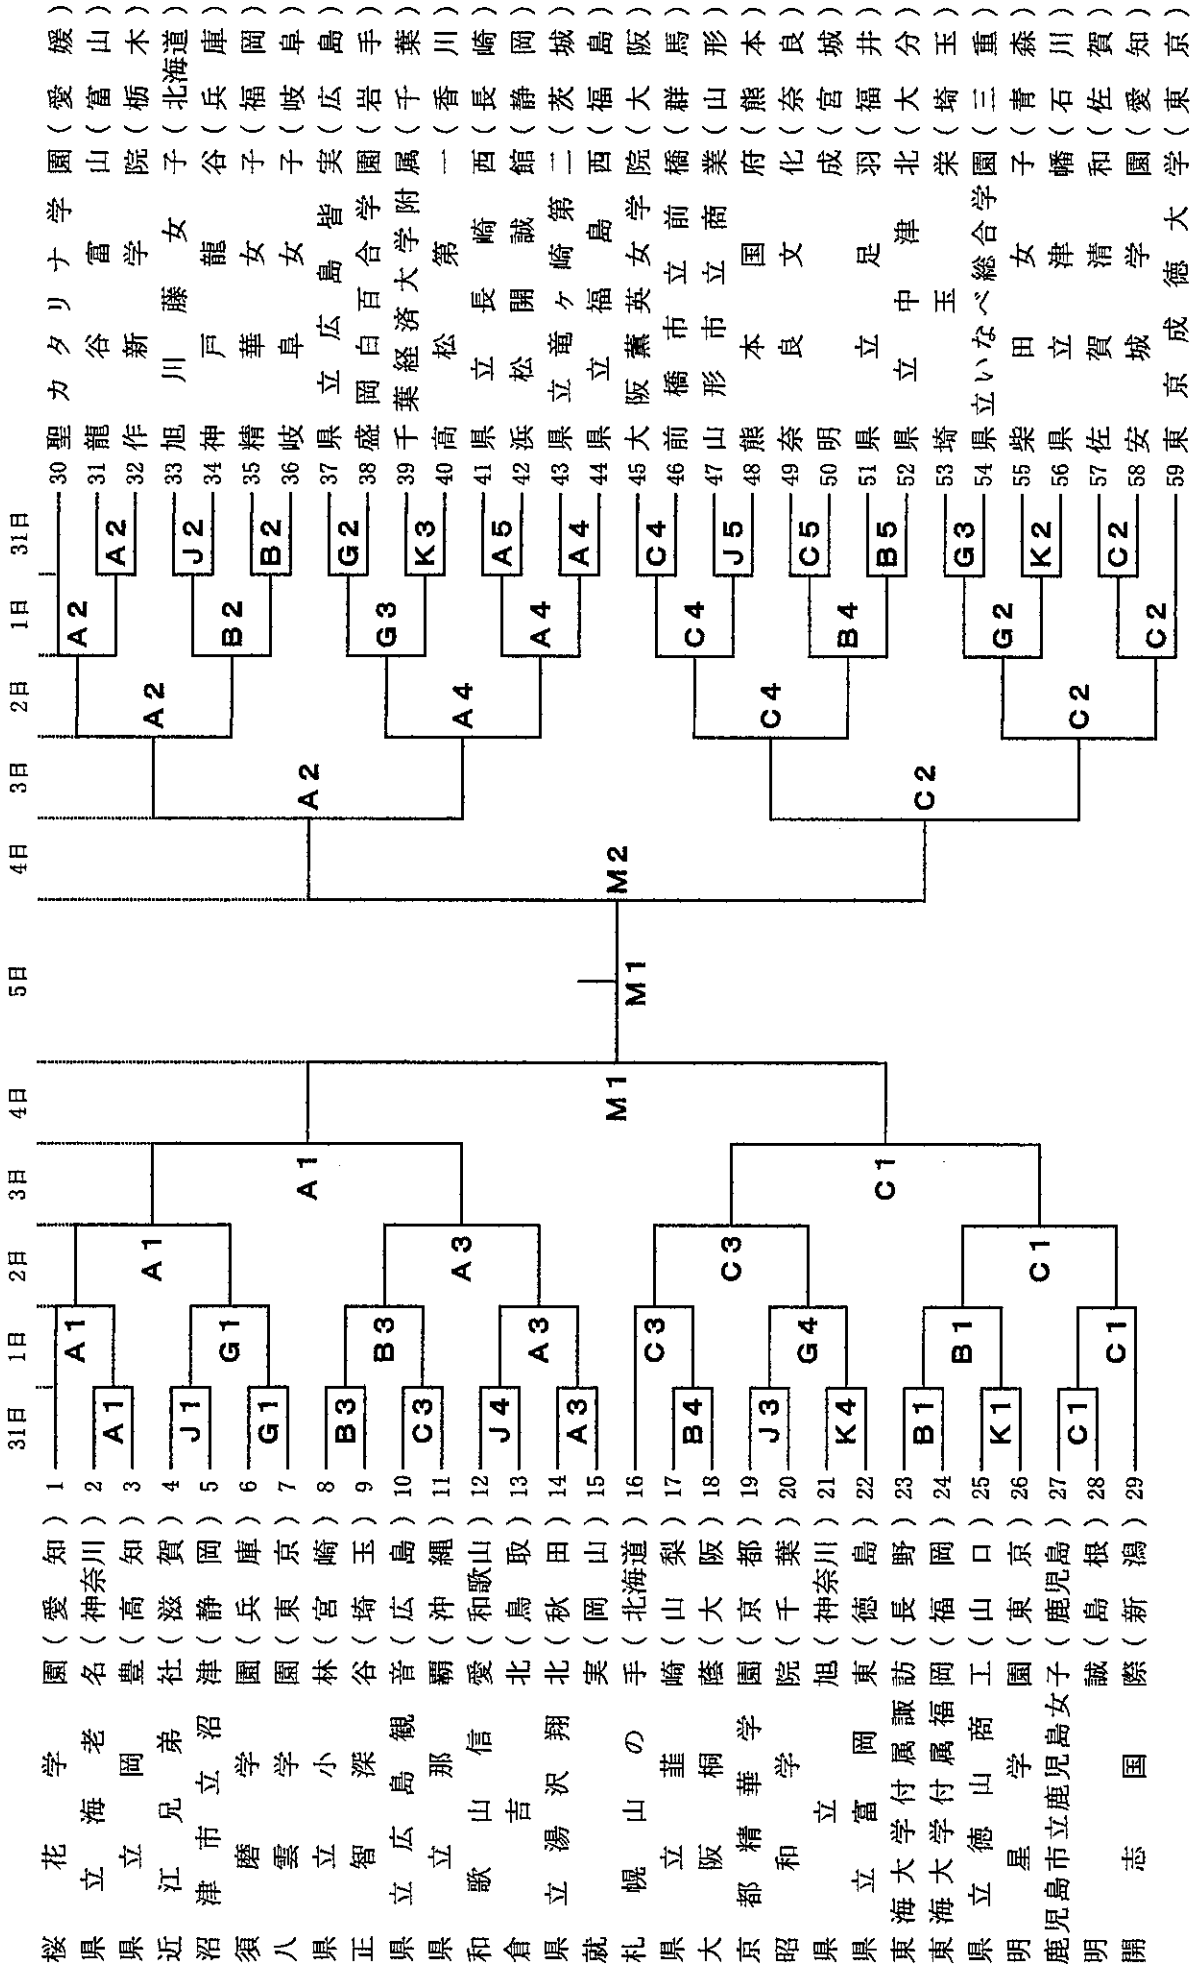 31日 1日 2日 3日 4日 5日 4日 3日 2日 1日 31日
1 桜花学園（愛知）
2 県立海老名（神奈川）
3 県立岡豊（高知）
4 近江兄弟社（滋賀）
5 沼津市立沼津（静岡）
6 須磨学園（兵庫）
7 八雲学園（東京）
8 県立小林（宮崎）
9 正智深谷（埼玉）
10 県立広島観音（広島）
11 県立那覇（沖縄）
12 和歌山信愛（和歌山）
13 倉吉北（鳥取）
14 県立湯沢翔北（秋田）
15 就実（岡山）
16 札幌山の手（北海道）
17 県立韮崎（山梨）
18 大阪桐蔭（大阪）
19 京都精華学園（京都）
20 昭和学院（千葉）
21 県立旭（神奈川）
22 県立富岡東（徳島）
23 東海大学付属諏訪（長野）
24 東海大学付属福岡（福岡）
25 県立徳山商工（山口）
26 明星学園（東京）
27 鹿児島市立鹿児島女子（鹿児島）
28 明誠（島根）
29 開志国際（新潟）
A1 J1 G1 B3 C3 J4 A3 B4 J3 K4 B1 K1 C1
A1 G1 B3 A3 C3 G4 B1 C1
A1 A3 C3 C1
A1 C1
M1
M1
M2
A2 C2
A2 A4 C4 C2
A2 B2 G3 A4 C4 B4 G2 C2
A2 J2 B2 G2 K3 A5 A4 C4 J5 C5 B5 G3 K2 C2
30 聖カタリナ学園（愛媛）
31 龍谷富山（富山）
32 作新学院（栃木）
33 旭川藤女子（北海道）
34 神戸龍谷（兵庫）
35 精華女子（福岡）
36 岐阜女子（岐阜）
37 県立広島皆実（広島）
38 盛岡白百合学園（岩手）
39 千葉経済大学附属（千葉）
40 高松第一（香川）
41 県立長崎西（長崎）
42 浜松開誠館（静岡）
43 県立竜ヶ崎第二（茨城）
44 県立福島西（福島）
45 大阪薫英女学院（大阪）
46 前橋市立前橋（群馬）
47 山形市立商業（山形）
48 熊本国府（熊本）
49 奈良文化（奈良）
50 明成（宮城）
51 県立足羽（福井）
52 県立中津北（大分）
53 埼玉栄（埼玉）
54 県立いなべ総合学園（三重）
55 柴田女子（青森）
56 県立津幡（石川）
57 佐賀清和（佐賀）
58 安城学園（愛知）
59 東京成徳大学（東京）